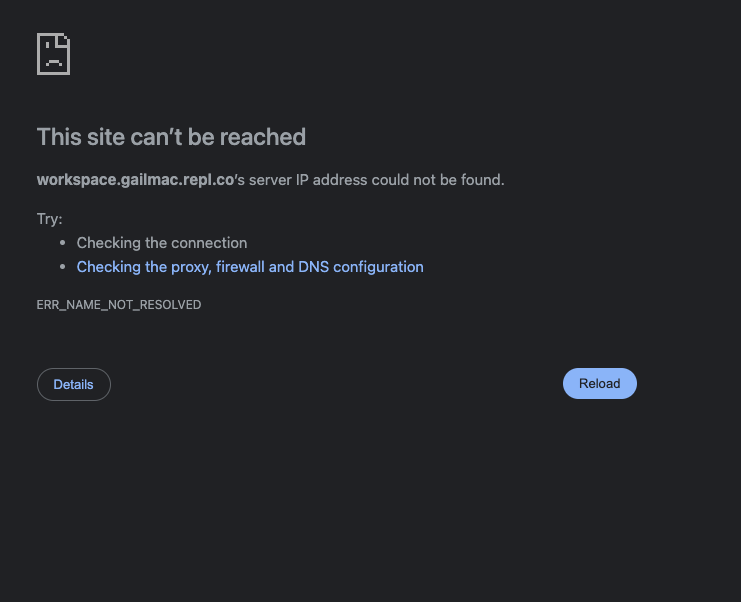 This site can’t be reached
workspace.gailmac.repl.co’s server IP address could not be found.
Try:
• Checking the connection
• Checking the proxy, firewall and DNS configuration
ERR_NAME_NOT_RESOLVED
Details
Reload